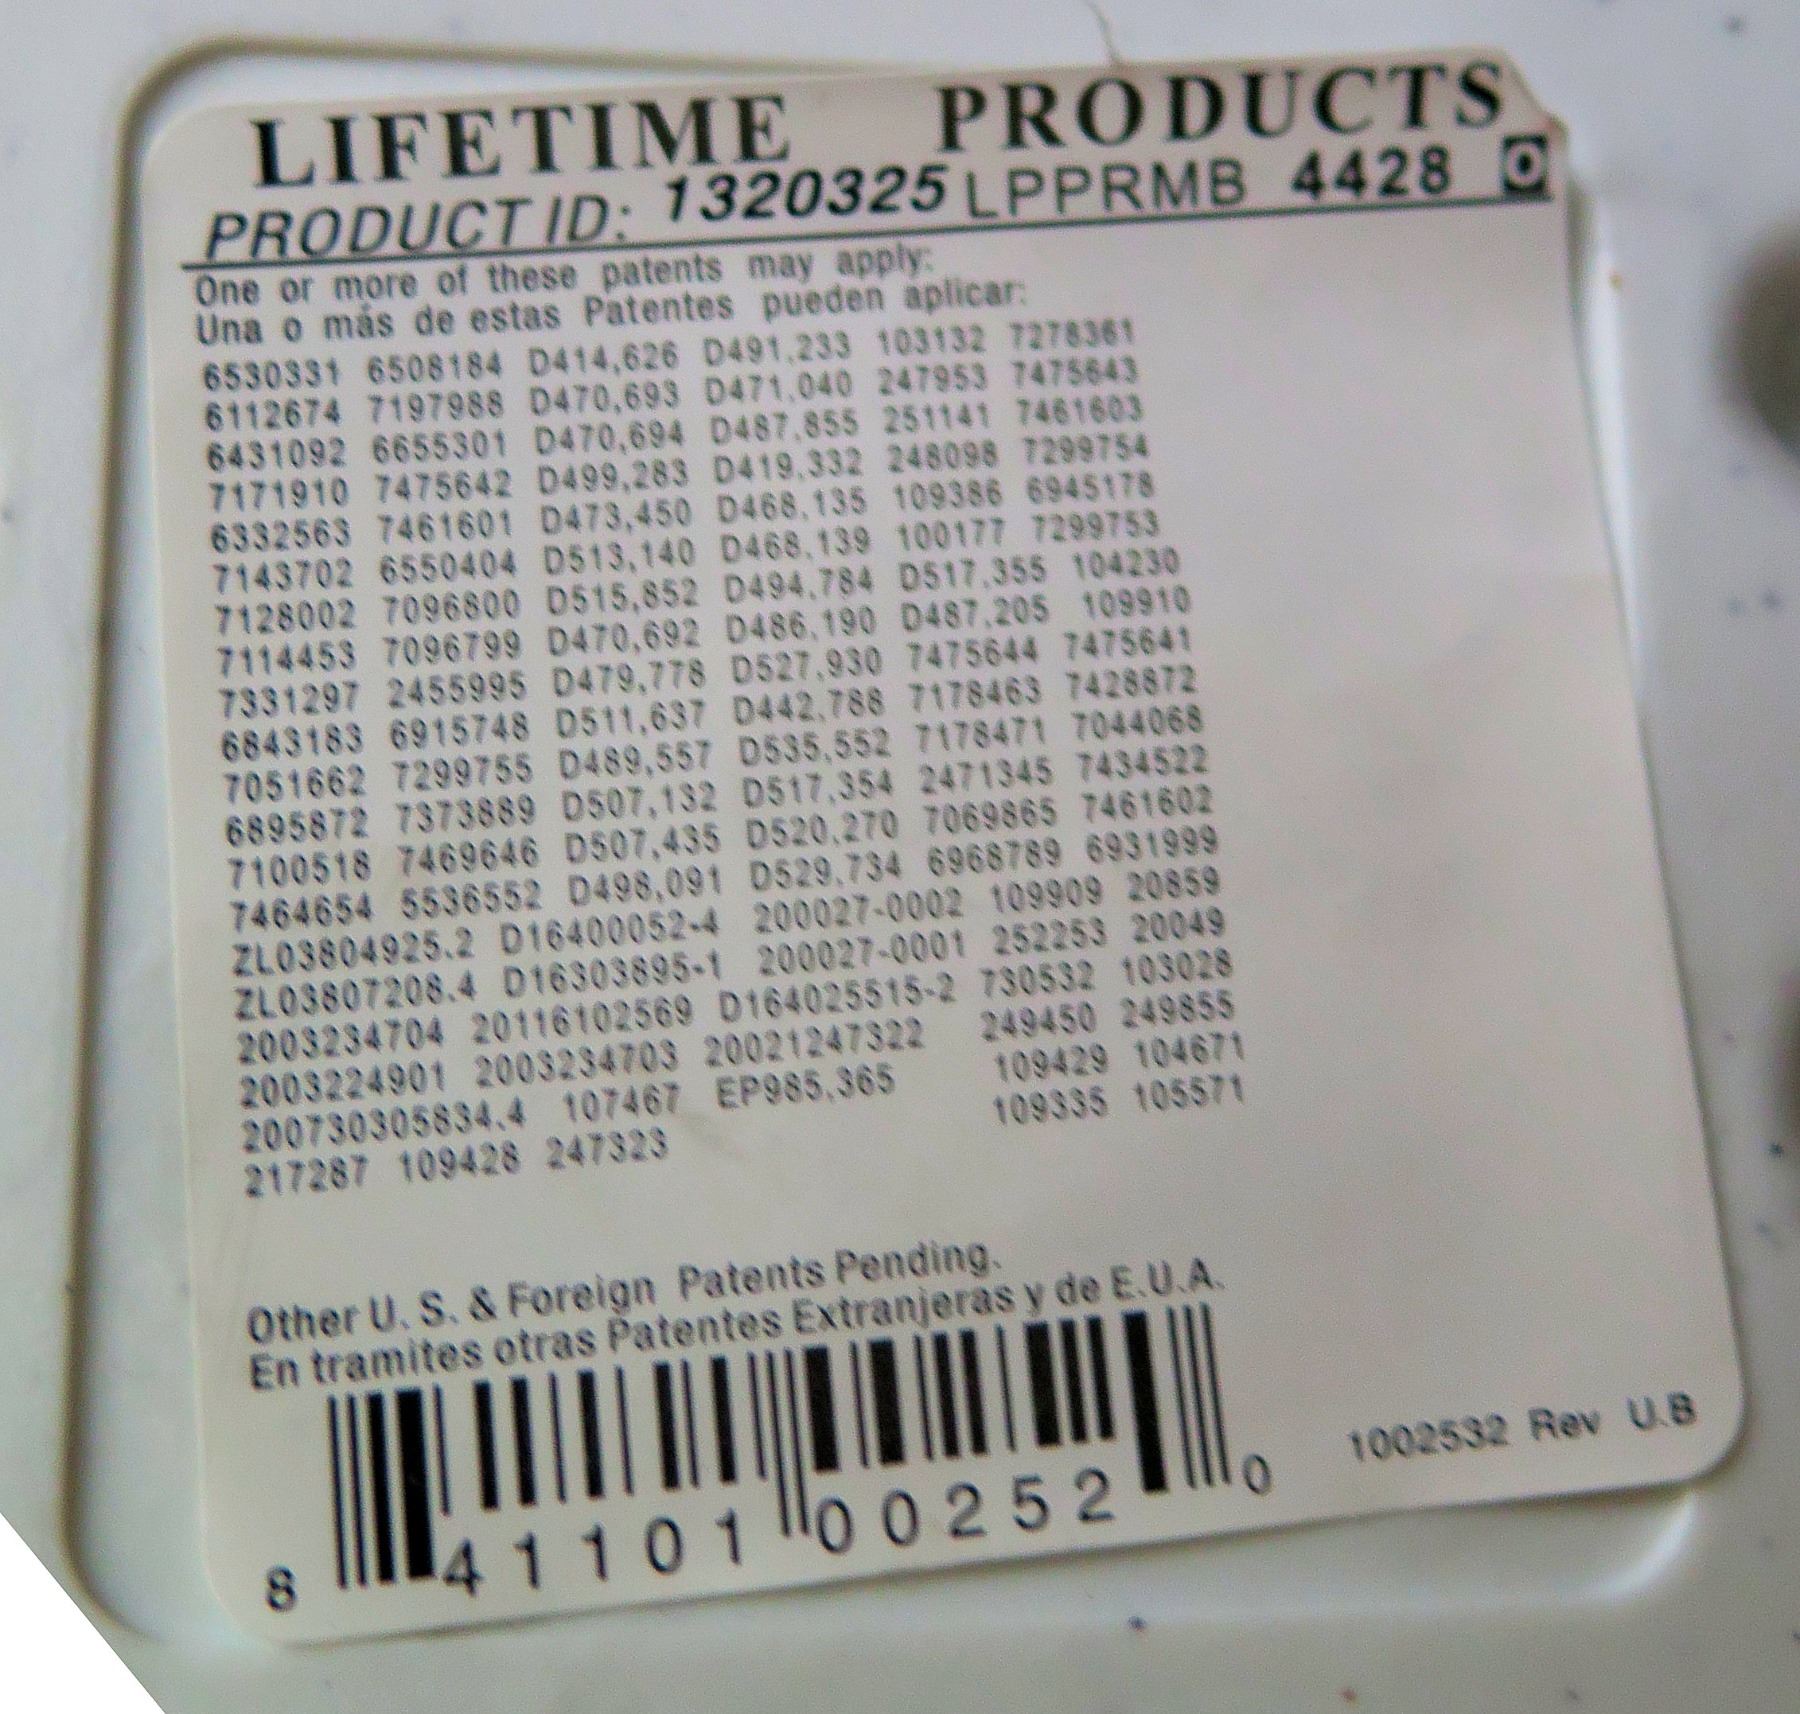 LIFETIME PRODUCTS
PRODUCT ID: 1320325 LPPRMB 4428 O
One or more of these patents may apply:
Una o más de estas Patentes pueden aplicar:
6530331 6508184 D414,626 D491,233 103132 7278361
6112674 7197988 D470,693 D471,040 247953 7475643
6431092 6655301 D470,694 D487,855 251141 7461603
7171910 7475642 D499,283 D419,332 248098 7299754
6332563 7461601 D473,450 D468,135 109386 6945178
7143702 6550404 D513,140 D468,139 100177 7299753
7128002 7096800 D515,852 D494,784 D517,355 104230
7114453 7096799 D470,692 D486,190 D487,205 109910
7331297 2455995 D479,778 D527,930 7475644 7475641
6843183 6915748 D511,637 D442,788 7178463 7428872
7051662 7299755 D489,557 D535,552 7178471 7044068
6895872 7373889 D507,132 D517,354 2471345 7434522
7100518 7469646 D507,435 D520,270 7069865 7461602
7464654 5536552 D498,091 D529,734 6968789 6931999
ZL03804925.2 D16400052-4 200027-0002 109909 20859
ZL03807208.4 D16303895-1 200027-0001 252253 20049
2003234704 20116102569 D164025515-2 730532 103028
2003224901 2003234703 20021247322 249450 249855
200730305834.4 107467 EP985,365 109429 104671
217287 109428 247323 109335 105571
Other U. S. & Foreign Patents Pending.
En tramites otras Patentes Extranjeras y de E.U.A.
8 41101 00252 0
1002532 Rev U.B